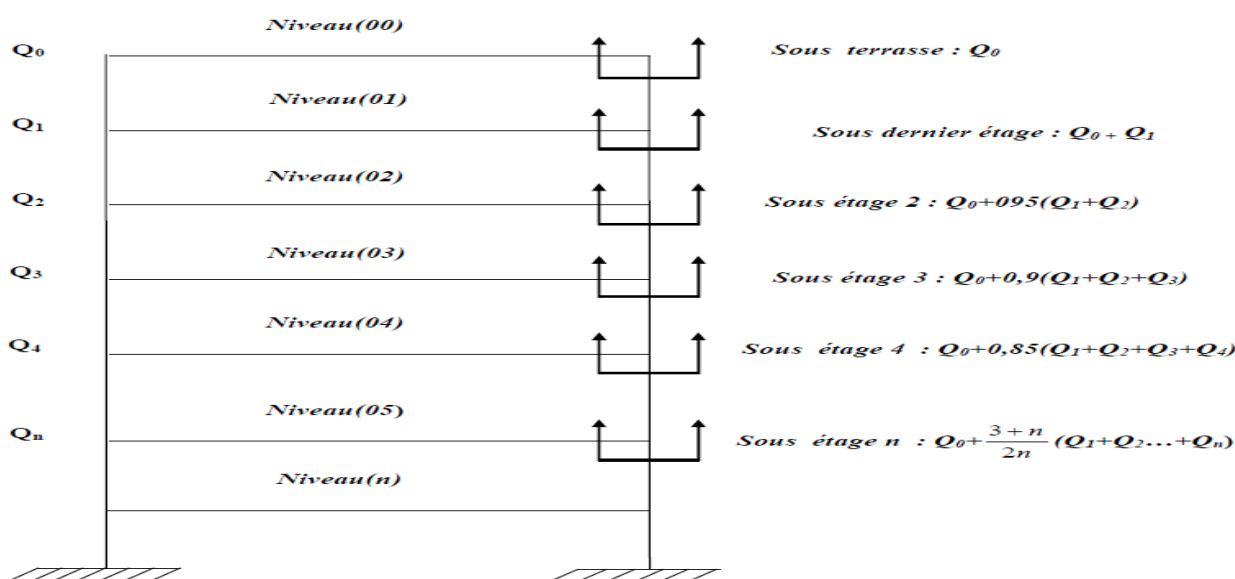 Niveau(00)
Q₀
Sous terrasse : Q₀
Niveau(01)
Q₁
Sous dernier étage : Q₀ + Q₁
Niveau(02)
Q₂
Sous étage 2 : Q₀+095(Q₁+Q₂)
Niveau(03)
Q₃
Sous étage 3 : Q₀+0,9(Q₁+Q₂+Q₃)
Niveau(04)
Q₄
Sous étage 4 : Q₀+0,85(Q₁+Q₂+Q₃+Q₄)
Niveau(05)
Qₙ
Sous étage n : Q₀+(3+n)/(2n)(Q₁+Q₂...+Qₙ)
Niveau(n)